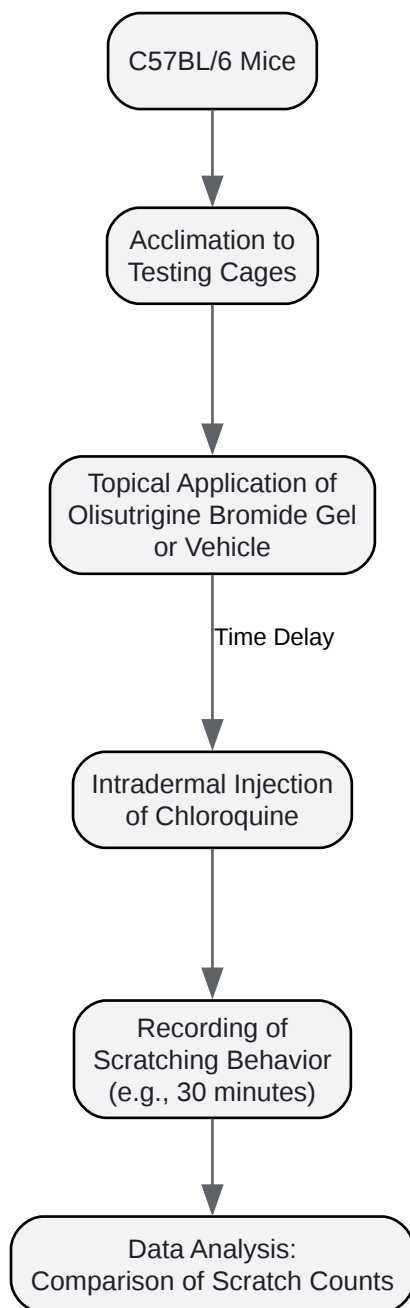 C57BL/6 Mice
Acclimation to
Testing Cages
Topical Application of
Olisutrigine Bromide Gel
or Vehicle
Time Delay
Intradermal Injection
of Chloroquine
Recording of
Scratching Behavior
(e.g., 30 minutes)
Data Analysis:
Comparison of Scratch Counts